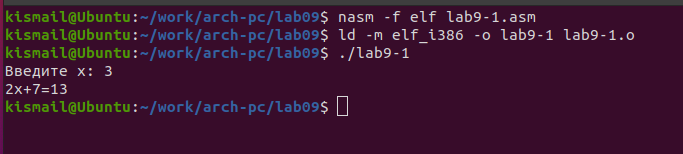 kismail@Ubuntu:~/work/arch-pc/lab09$ nasm -f elf lab9-1.asm
kismail@Ubuntu:~/work/arch-pc/lab09$ ld -m elf_i386 -o lab9-1 lab9-1.o
kismail@Ubuntu:~/work/arch-pc/lab09$ ./lab9-1
Введите x: 3
2x+7=13
kismail@Ubuntu:~/work/arch-pc/lab09$